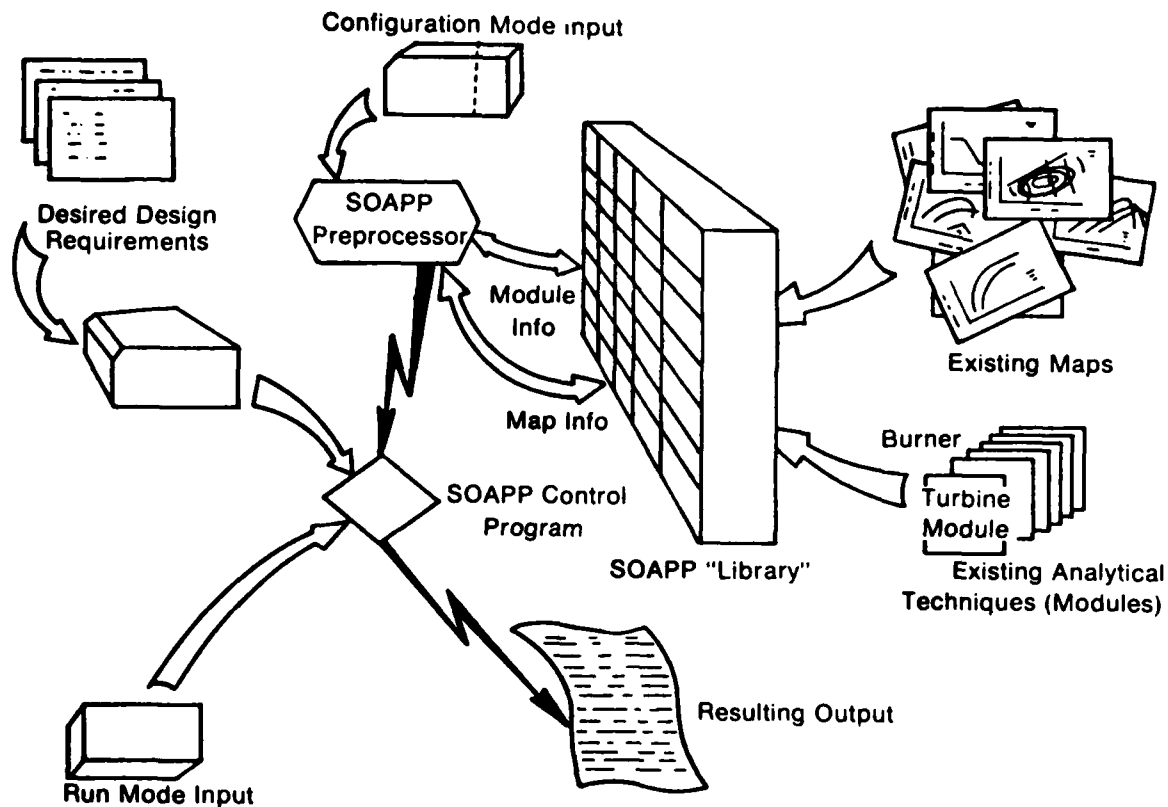 Configuration Mode Input
Desired Design
Requirements
SOAPP
Preprocessor
Module
Info
Map Info
Existing Maps
Burner
Turbine
Module
SOAPP Control
Program
SOAPP "Library"
Existing Analytical
Techniques (Modules)
Resulting Output
Run Mode Input